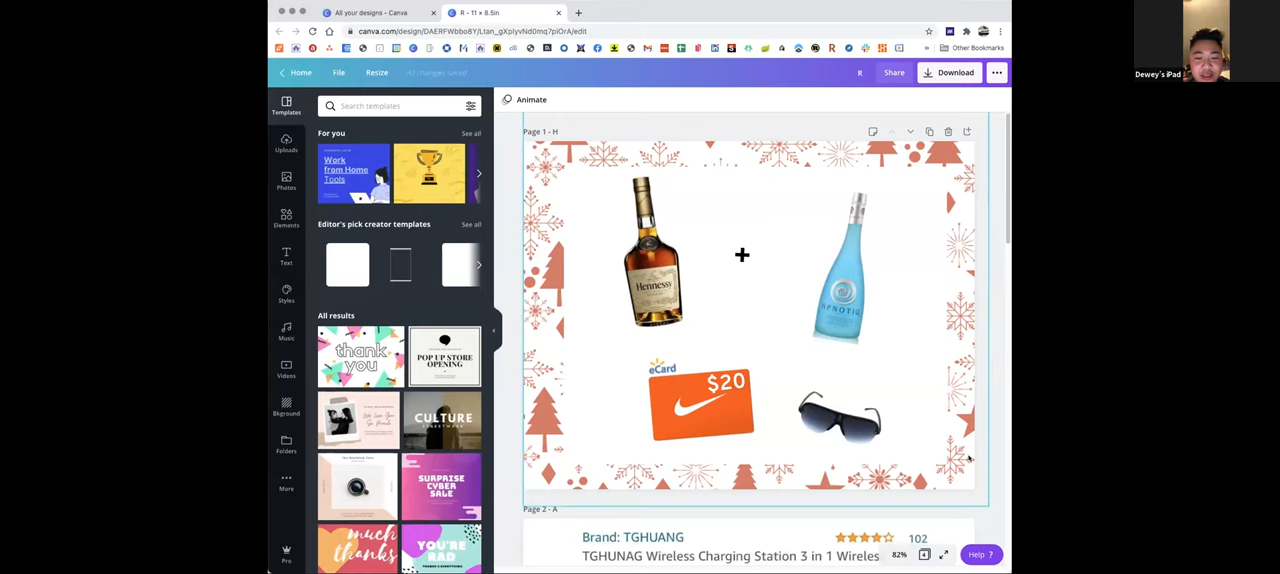 All your designs - Canva
R - 11 × 8.5in
canva.com/design/DAERFWbbo8Y/
Other Bookmarks
Home
File
Resize
All changes saved
R
Share
Download
Dewey's iPad
Templates
Uploads
Photos
Elements
Text
Styles
Music
Videos
Bkground
Folders
More
Pro
Search templates
For you
See all
Work
from Home
Tools
Editor's pick creator templates
See all
All results
thank
you
POP UP STORE
OPENING
CULTURE
SURPRISE
CYBER
SALE
much
thanks
YOU'RE
RAD
Animate
Page 1 - H
Hennessy
+
HPNOTIQ
eCard
$20
Page 2 - A
Brand: TGHUANG
102
TGHUNAG Wireless Charging Station 3 in 1 Wireles
82%
4
Help ?